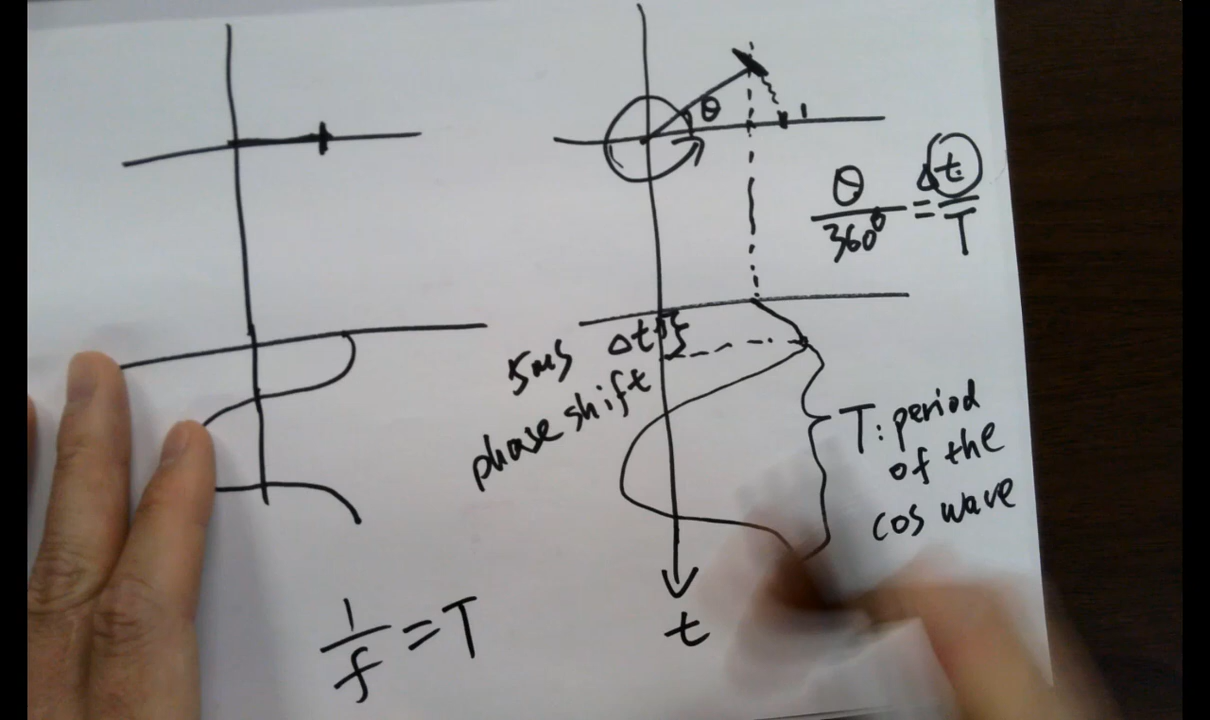 θ
1
θ/360° = Δt/T
5ms Δt
phase shift
T: period
of the
cos wave
1/f = T
t